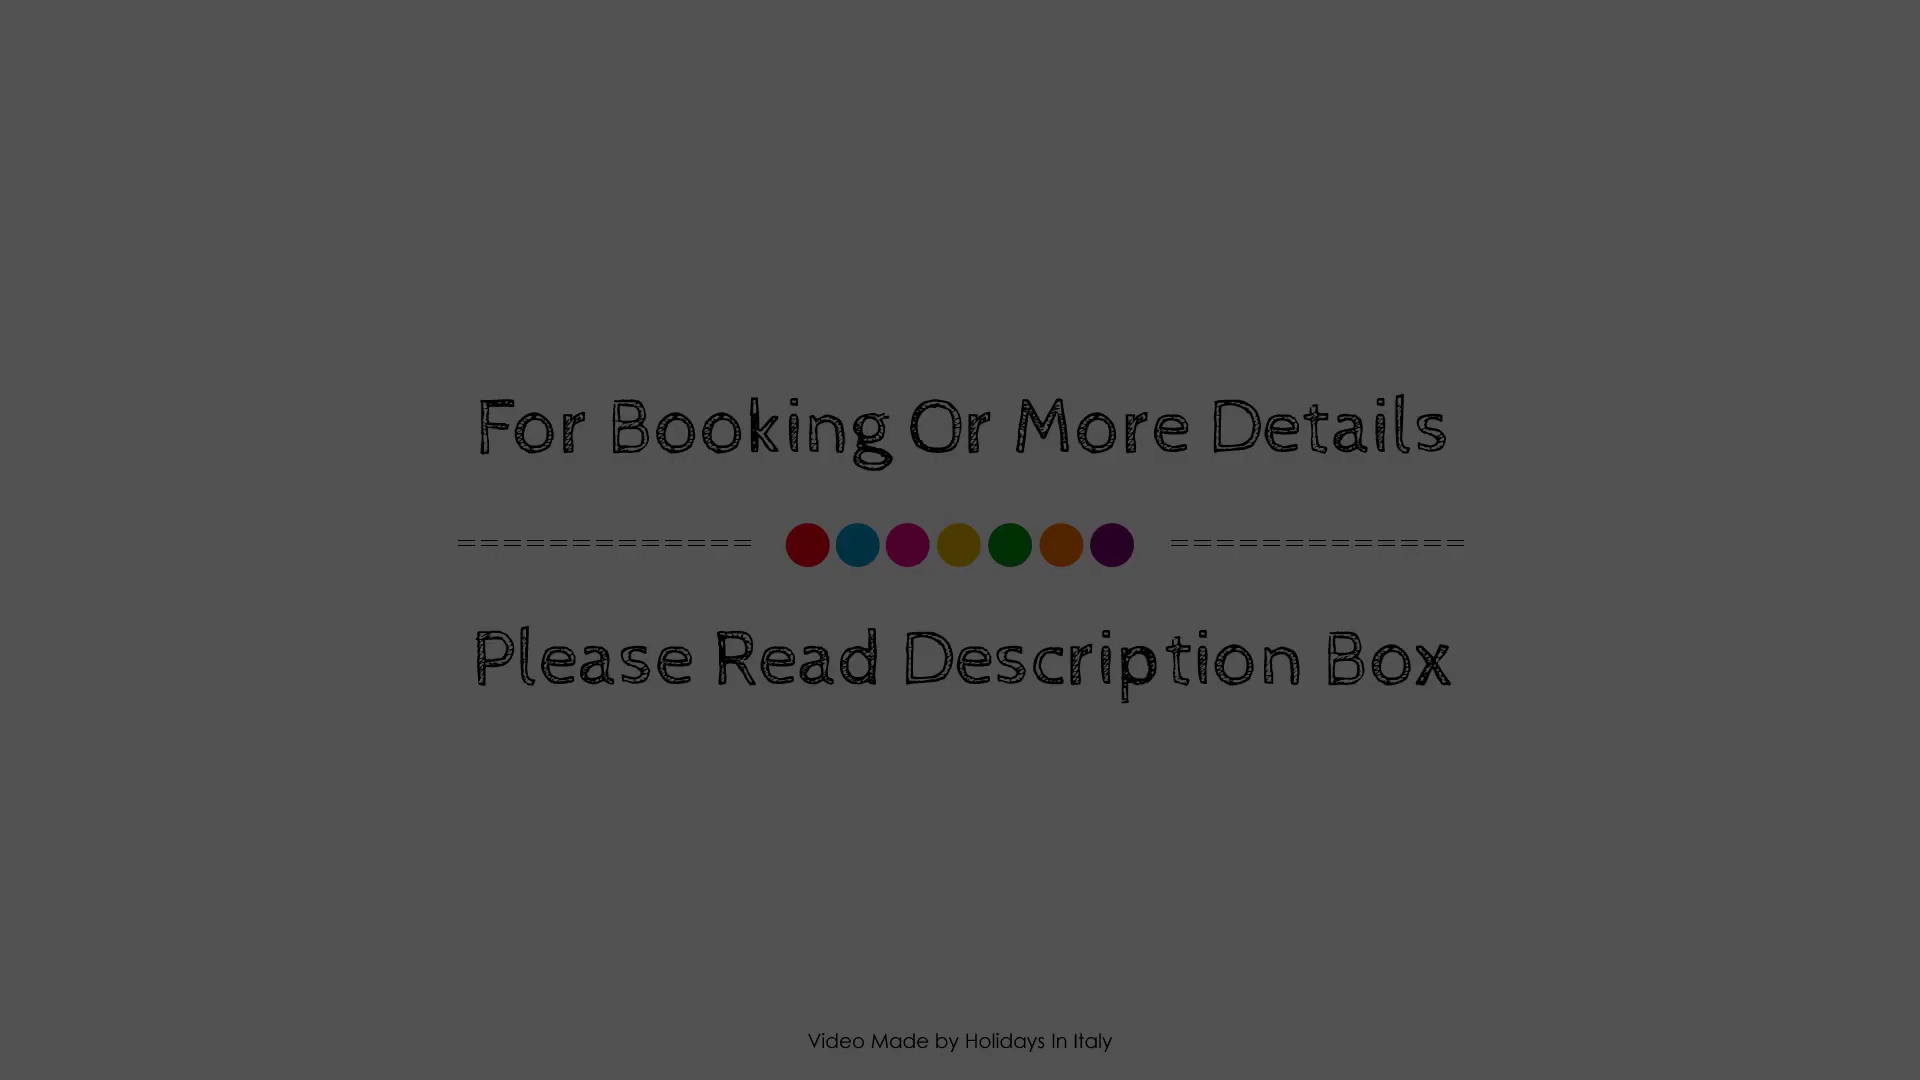 For Booking Or More Details
============= =============
Please Read Description Box
Video Made by Holidays In Italy